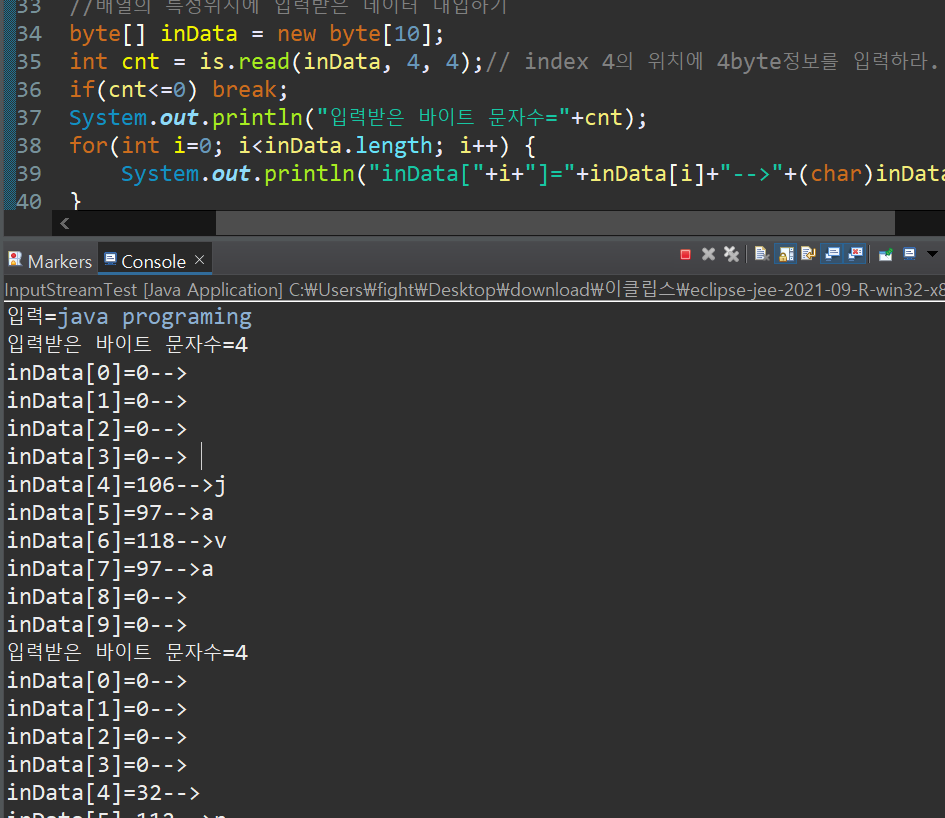 33 //배열의 특정위치에 입력받은 데이터 대입하기
34 byte[] inData = new byte[10];
35 int cnt = is.read(inData, 4, 4);// index 4의 위치에 4byte정보를 입력하라.
36 if(cnt<=0) break;
37 System.out.println("입력받은 바이트 문자수="+cnt);
38 for(int i=0; i<inData.length; i++) {
39 System.out.println("inData["+i+"]="+inData[i]+"-->"+(char)inData
40 }
Markers Console
InputStreamTest [Java Application] C:₩Users₩fight₩Desktop₩download₩이클립스₩eclipse-jee-2021-09-R-win32-x8
입력=java programing
입력받은 바이트 문자수=4
inData[0]=0-->
inData[1]=0-->
inData[2]=0-->
inData[3]=0-->
inData[4]=106-->j
inData[5]=97-->a
inData[6]=118-->v
inData[7]=97-->a
inData[8]=0-->
inData[9]=0-->
입력받은 바이트 문자수=4
inData[0]=0-->
inData[1]=0-->
inData[2]=0-->
inData[3]=0-->
inData[4]=32-->
inData[5]=112-->p